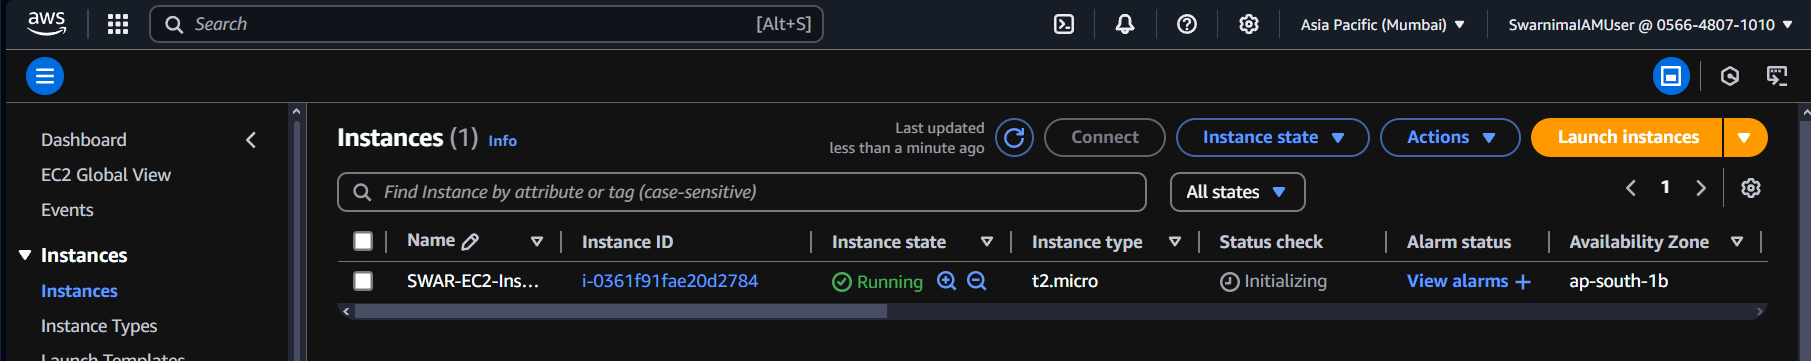 aws
Search [Alt+S]
Asia Pacific (Mumbai)
SwarnimaIAMUser @ 0566-4807-1010
Dashboard
EC2 Global View
Events
Instances
Instances
Instance Types
Launch Templates
Instances (1) Info
Last updated
less than a minute ago
Connect
Instance state
Actions
Launch instances
Find Instance by attribute or tag (case-sensitive)
All states
1
Name Instance ID Instance state Instance type Status check Alarm status Availability Zone
SWAR-EC2-Ins... i-0361f91fae20d2784 Running t2.micro Initializing View alarms + ap-south-1b